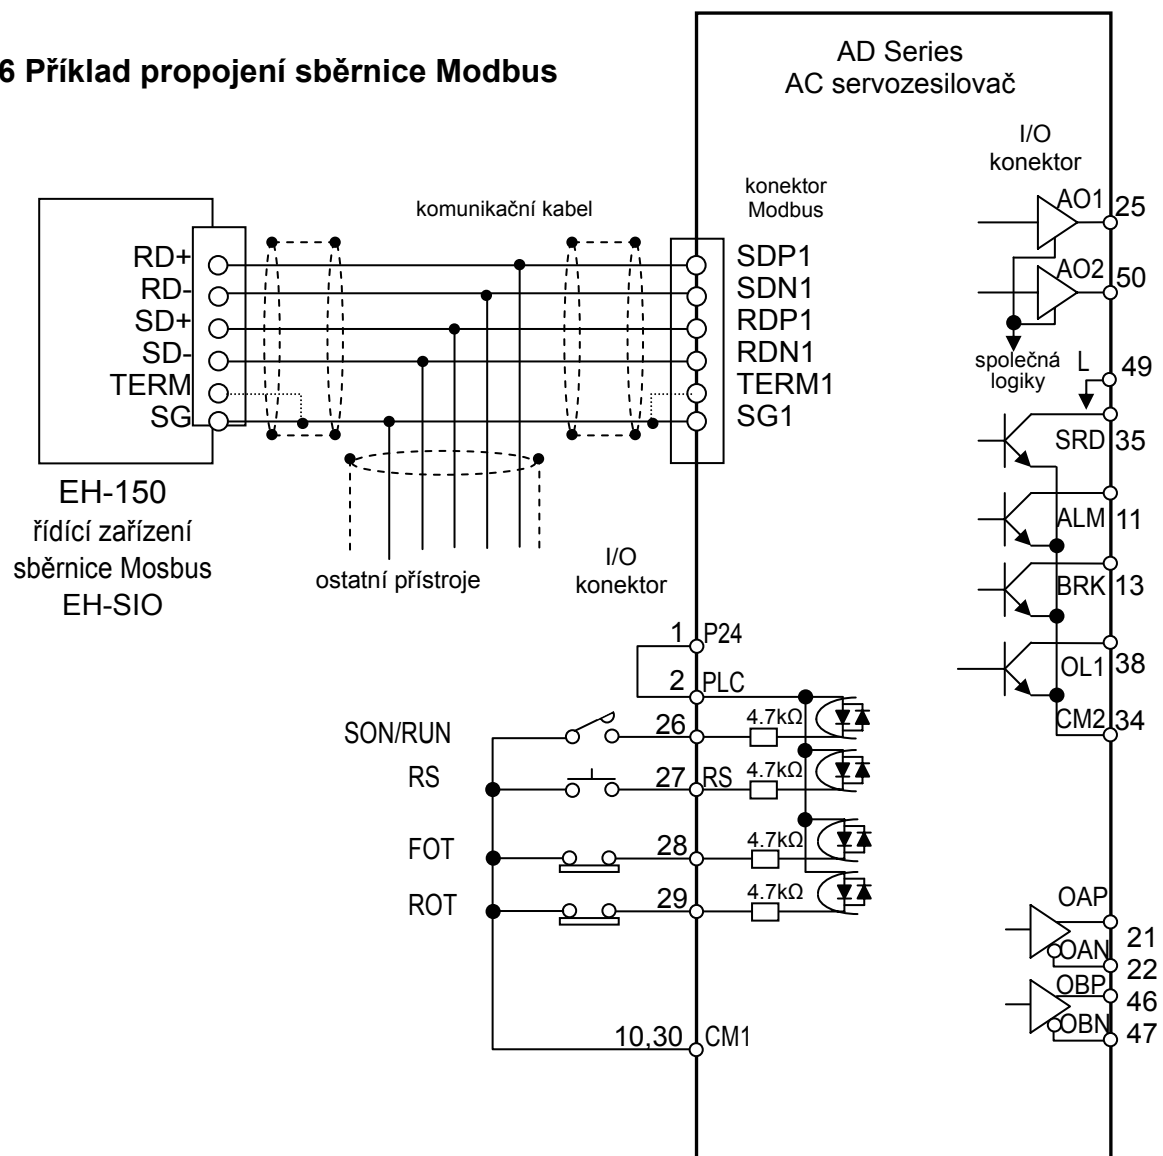 6 Příklad propojení sběrnice Modbus
AD Series
AC servozesilovač
I/O
konektor
AO1
25
AO2
50
společná
logiky
L
49
SRD
35
ALM
11
BRK
13
OL1
38
CM2
34
OAP
21
OAN
22
OBP
46
OBN
47
komunikační kabel
konektor
Modbus
RD+
RD-
SD+
SD-
TERM
SG
SDP1
SDN1
RDP1
RDN1
TERM1
SG1
EH-150
řídící zařízení
sběrnice Mosbus
EH-SIO
ostatní přístroje
I/O
konektor
1
P24
2
PLC
SON/RUN
26
4.7kΩ
RS
27
RS
4.7kΩ
FOT
28
4.7kΩ
ROT
29
4.7kΩ
10,30
CM1